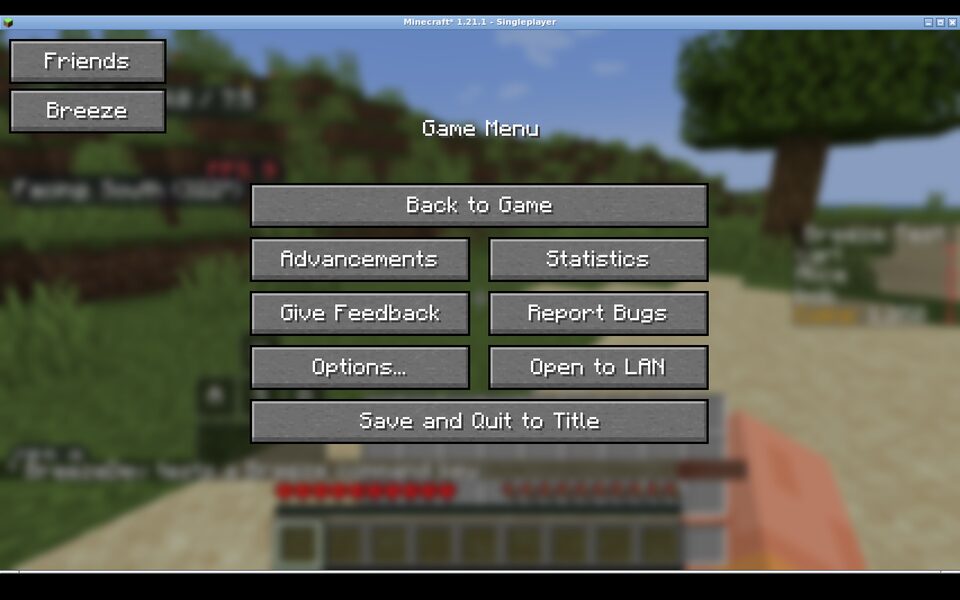 Minecraft* 1.21.1 - Singleplayer
Friends
Breeze
Game Menu
Back to Game
Advancements
Statistics
Give Feedback
Report Bugs
Options...
Open to LAN
Save and Quit to Title